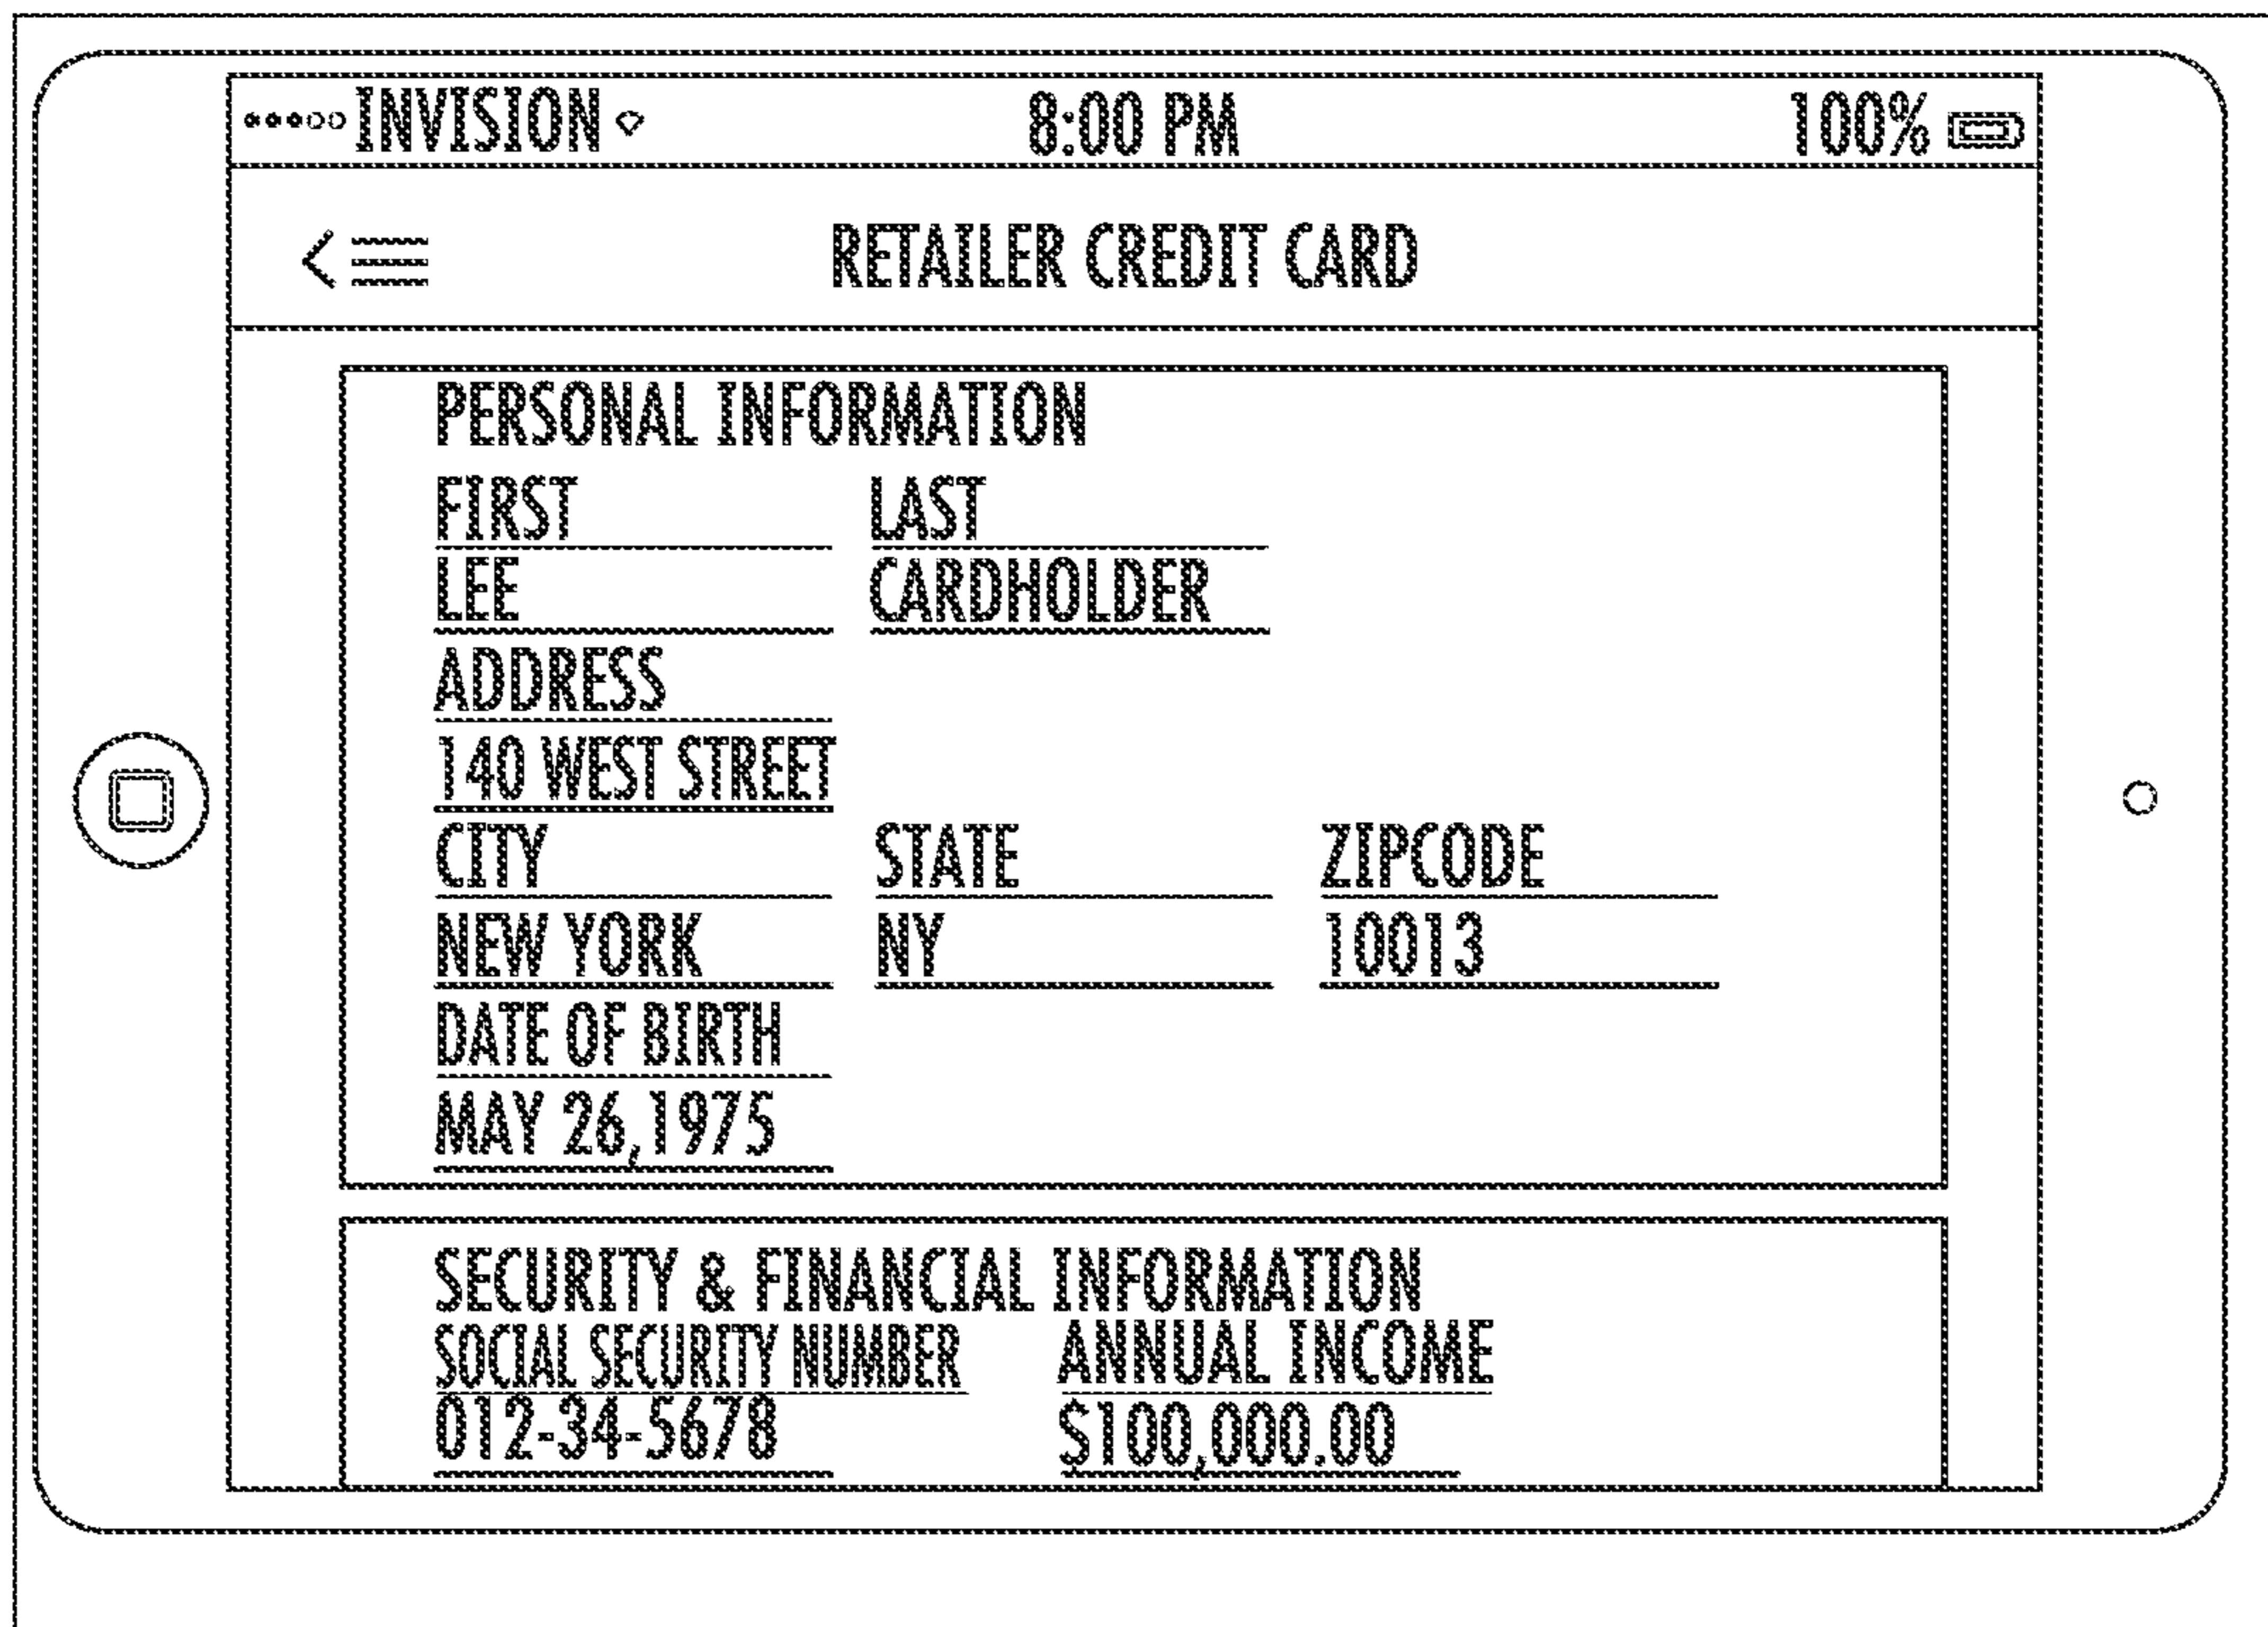 INVISION 8:00 PM 100%
RETAILER CREDIT CARD
PERSONAL INFORMATION
FIRST LAST
LEE CARDHOLDER
ADDRESS
140 WEST STREET
CITY STATE ZIPCODE
NEW YORK NY 10013
DATE OF BIRTH
MAY 26,1975
SECURITY & FINANCIAL INFORMATION
SOCIAL SECURITY NUMBER ANNUAL INCOME
012-34-5678 $100,000.00